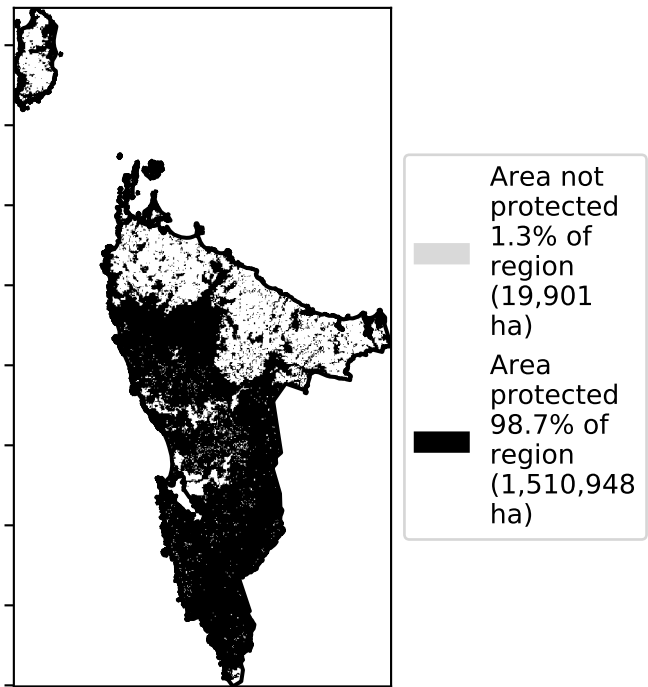 Area not
protected
1.3% of
region
(19,901
ha)
Area
protected
98.7% of
region
(1,510,948
ha)